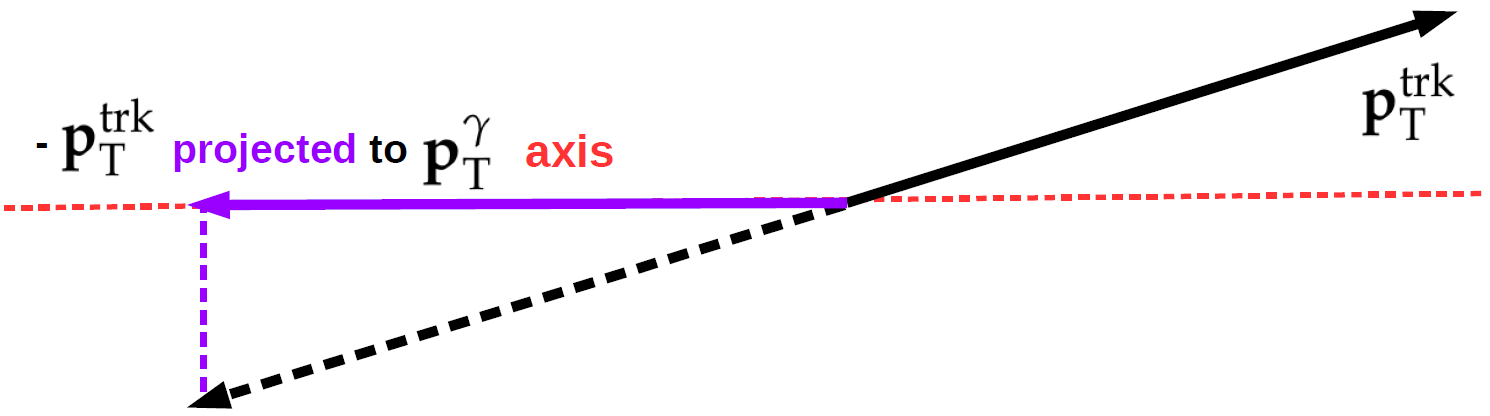 - p_T^trk projected to p_T^γ axis
p_T^trk